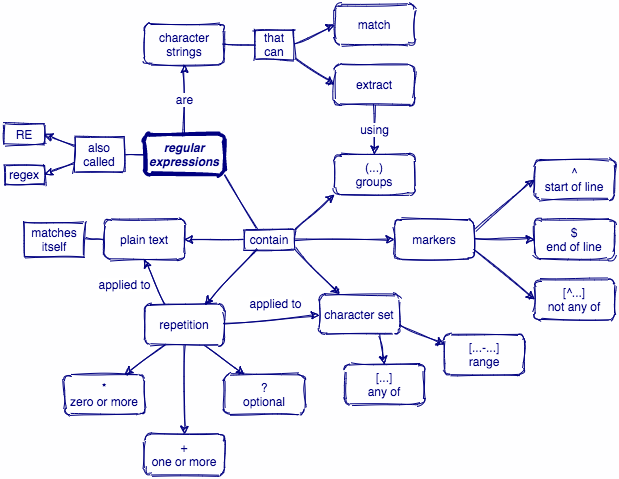 character
strings
that
can
match
extract
are
using
RE
regex
also
called
regular
expressions
(...)
groups
^
start of line
matches
itself
plain text
contain
markers
$
end of line
applied to
repetition
applied to
character set
[^...]
not any of
[...-...]
range
*
zero or more
?
optional
[...]
any of
+
one or more